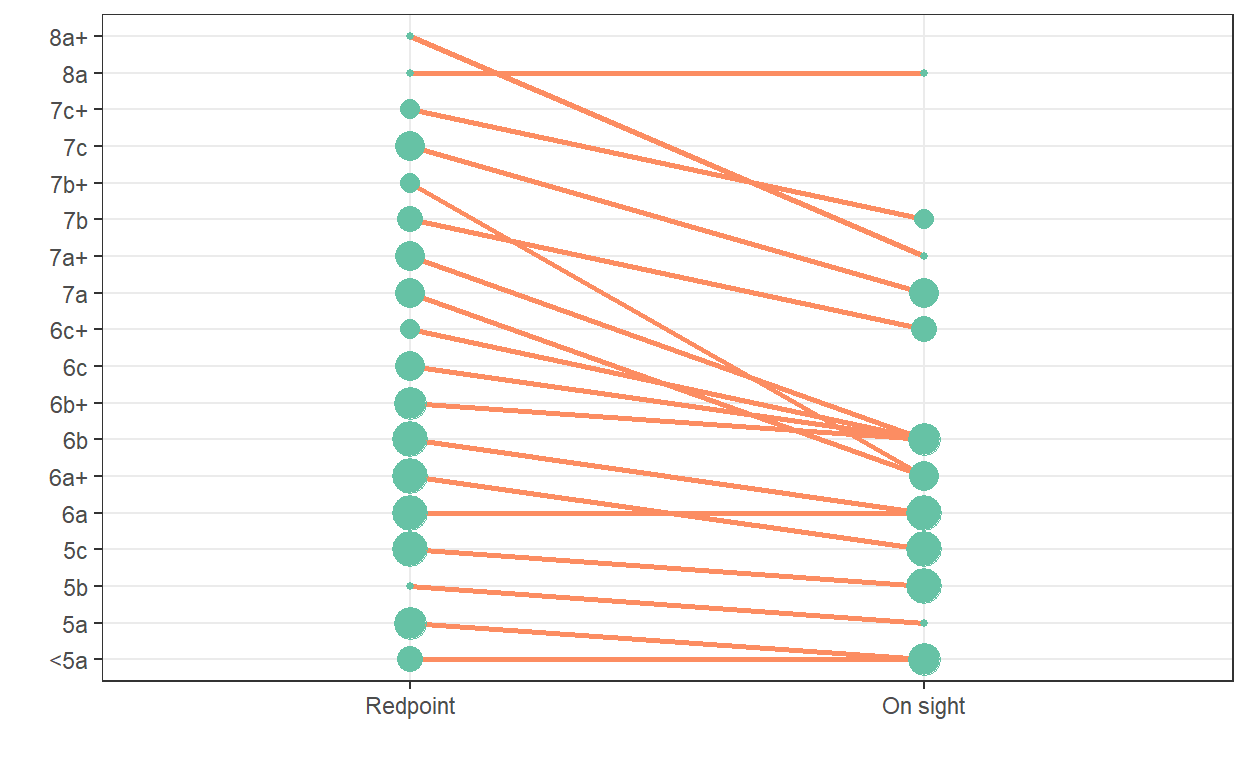 8a+
8a
7c+
7c
7b+
7b
7a+
7a
6c+
6c
6b+
6b
6a+
6a
5c
5b
5a
<5a
Redpoint On sight